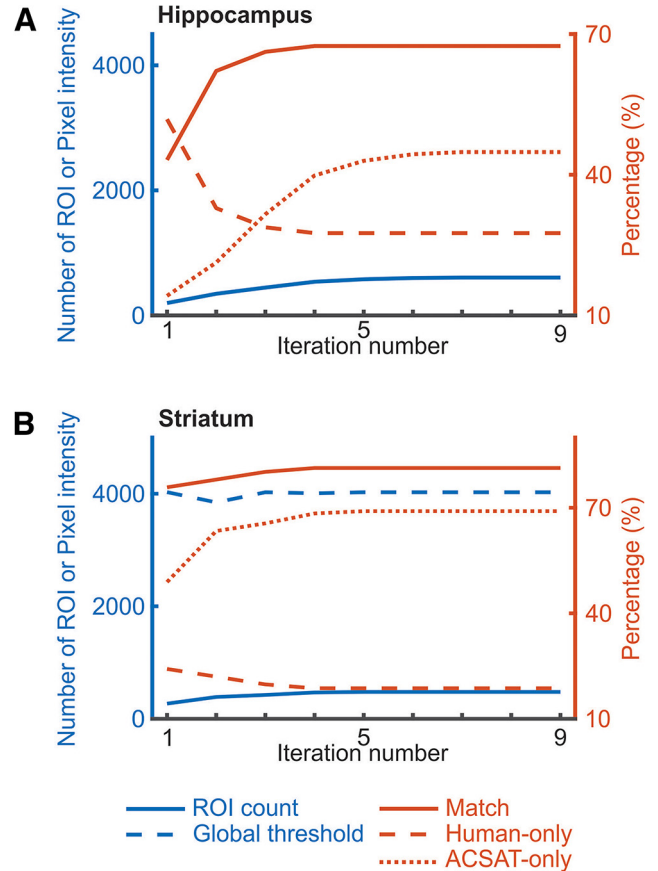 A
Hippocampus
Number of ROI or Pixel intensity
4000
2000
0
70
40
10
Percentage (%)
1
5
9
Iteration number
B
Striatum
Number of ROI or Pixel intensity
4000
2000
0
70
40
10
Percentage (%)
1
5
9
Iteration number
ROI count
Global threshold
Match
Human-only
ACSAT-only